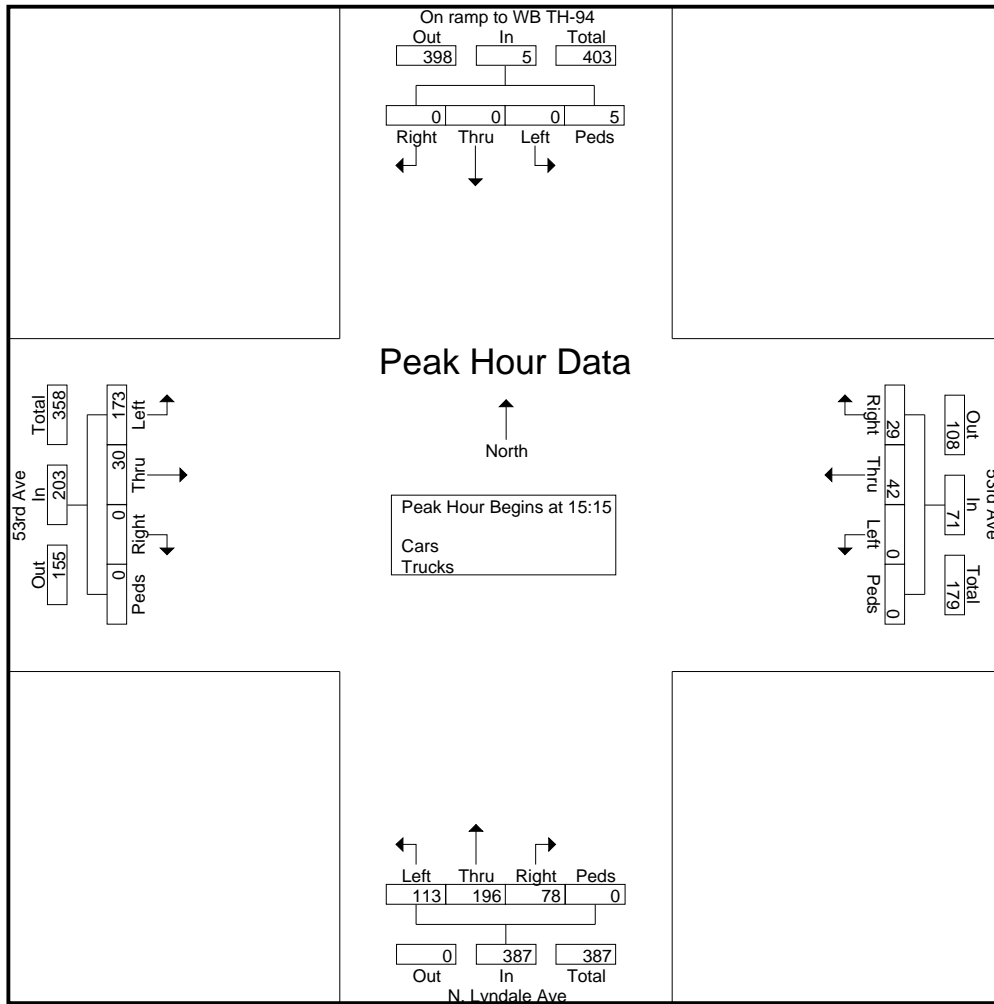 On ramp to WB TH-94
Out In Total
398 5 403
0 0 0 5
Right Thru Left Peds
Peak Hour Data
North
Peak Hour Begins at 15:15
Cars
Trucks
53rd Ave
Out In Total
155 203 358
Left Thru Right Peds
173 30 0 0
53rd Ave
Out In Total
108 71 179
Right Thru Left Peds
29 42 0 0
Left Thru Right Peds
113 196 78 0
0 387 387
Out In Total
N. Lyndale Ave